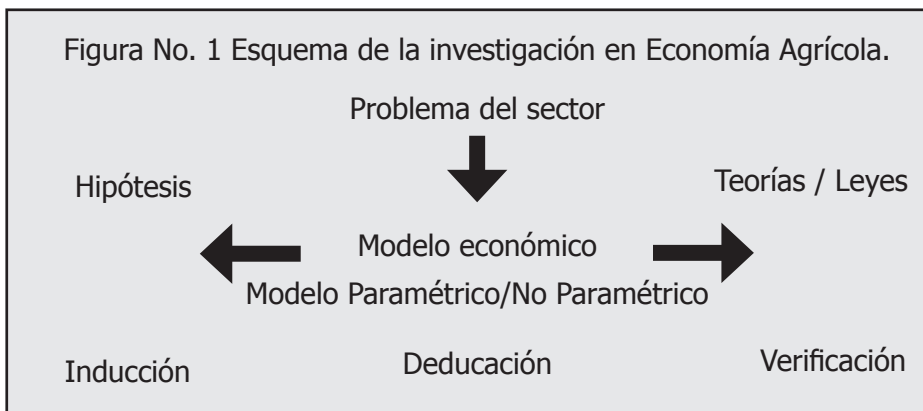 Figura No. 1 Esquema de la investigación en Economía Agrícola.
Problema del sector
Hipótesis
Teorías / Leyes
Modelo económico
Modelo Paramétrico/No Paramétrico
Inducción
Deducación
Verificación